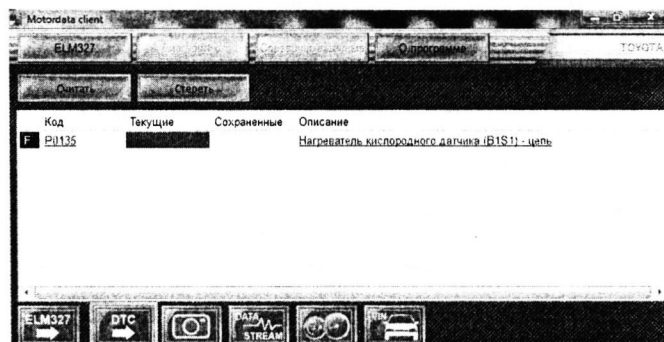 Motordata client
ELM327 О программе TOYOTA
Считать Стереть
Код Текущие Сохраненные Описание
F P0135 Нагреватель кислородного датчика (B1S1) - цепь
ELM327 DTC DATA STREAM VIN